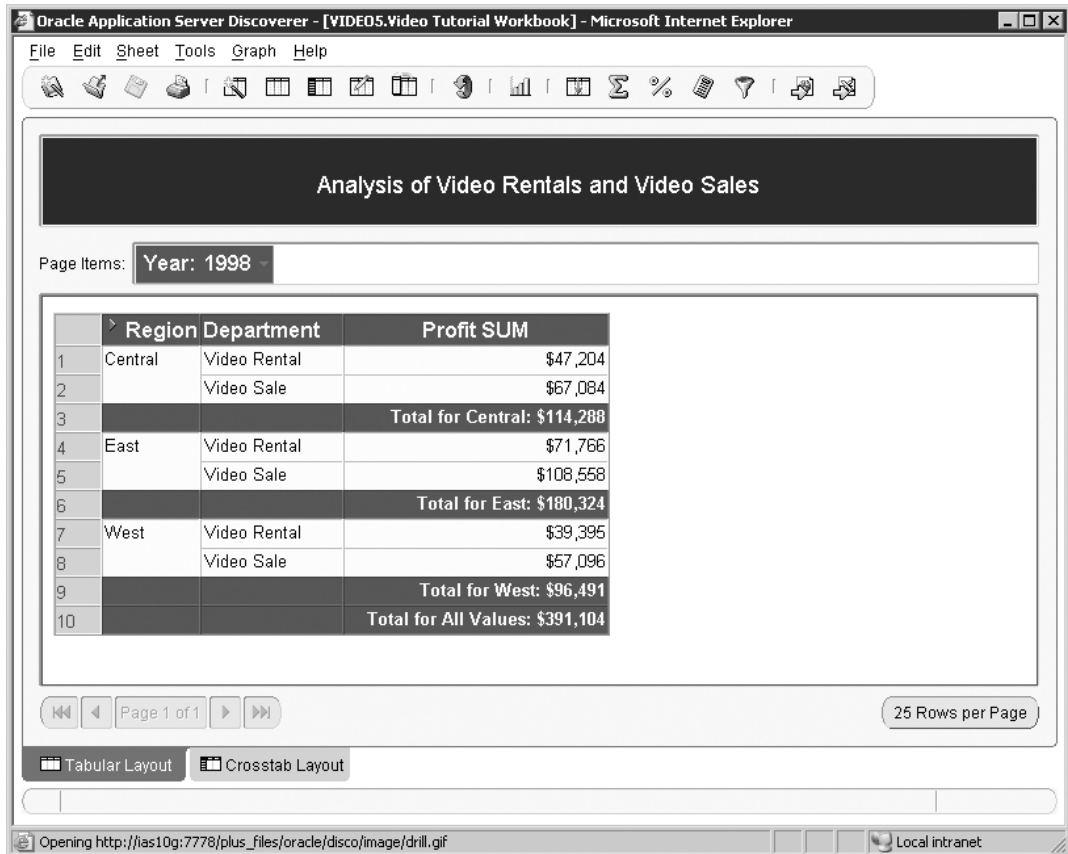 Oracle Application Server Discoverer - [VIDEO5.Video Tutorial Workbook] - Microsoft Internet Explorer
File Edit Sheet Tools Graph Help
Analysis of Video Rentals and Video Sales
Page Items: Year: 1998
Region Department Profit SUM
1 Central Video Rental $47,204
2 Video Sale $67,084
3 Total for Central: $114,288
4 East Video Rental $71,766
5 Video Sale $108,558
6 Total for East: $180,324
7 West Video Rental $39,395
8 Video Sale $57,096
9 Total for West: $96,491
10 Total for All Values: $391,104
Page 1 of 1 25 Rows per Page
Tabular Layout Crosstab Layout
Opening http://ias10g:7778/plus_files/oracle/disco/image/drill.gif Local intranet